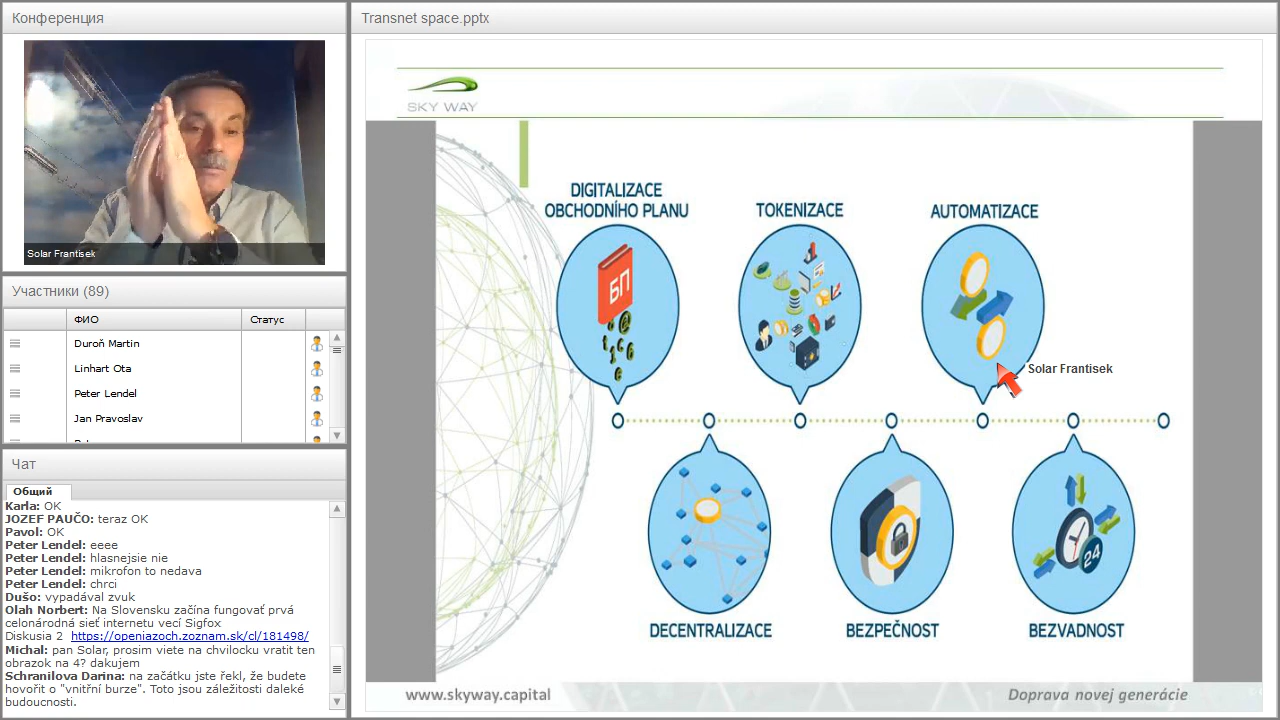 Конференция
Solar Frantisek
Участники (89)
ФИО
Статус
Duroň Martin
Linhart Ota
Peter Lendel
Jan Pravoslav
Чат
Общий
Karla: OK
JOZEF PAUČO: teraz OK
Pavol: OK
Peter Lendel: eeee
Peter Lendel: hlasnejsie nie
Peter Lendel: mikrofon to nedava
Peter Lendel: chrci
Dušo: vypadával zvuk
Olah Norbert: Na Slovensku začína fungovať prvá
celonárodná sieť internetu vecí Sigfox
Diskusia 2 https://openiazoch.zoznam.sk/cl/181498/
Michal: pan Solar, prosim viete na chvilocku vratit ten
obrazok na 4? dakujem
Schranilova Darina: na začátku jste řekl, že budete
hovořit o "vnitřní burze". Toto jsou záležitosti daleké
budoucnosti.
Transnet space.pptx
SKY WAY
DIGITALIZACE
OBCHODNÍHO PLANU
TOKENIZACE
AUTOMATIZACE
БП
Solar Frantisek
24
DECENTRALIZACE
BEZPEČNOST
BEZVADNOST
www.skyway.capital
Doprava novej generácie